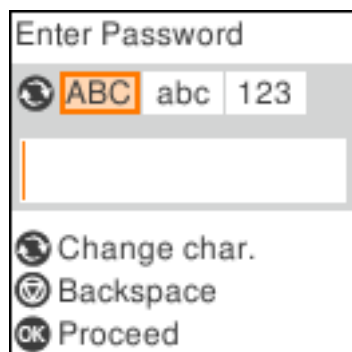 Enter Password
ABC abc 123
Change char.
Backspace
OK Proceed